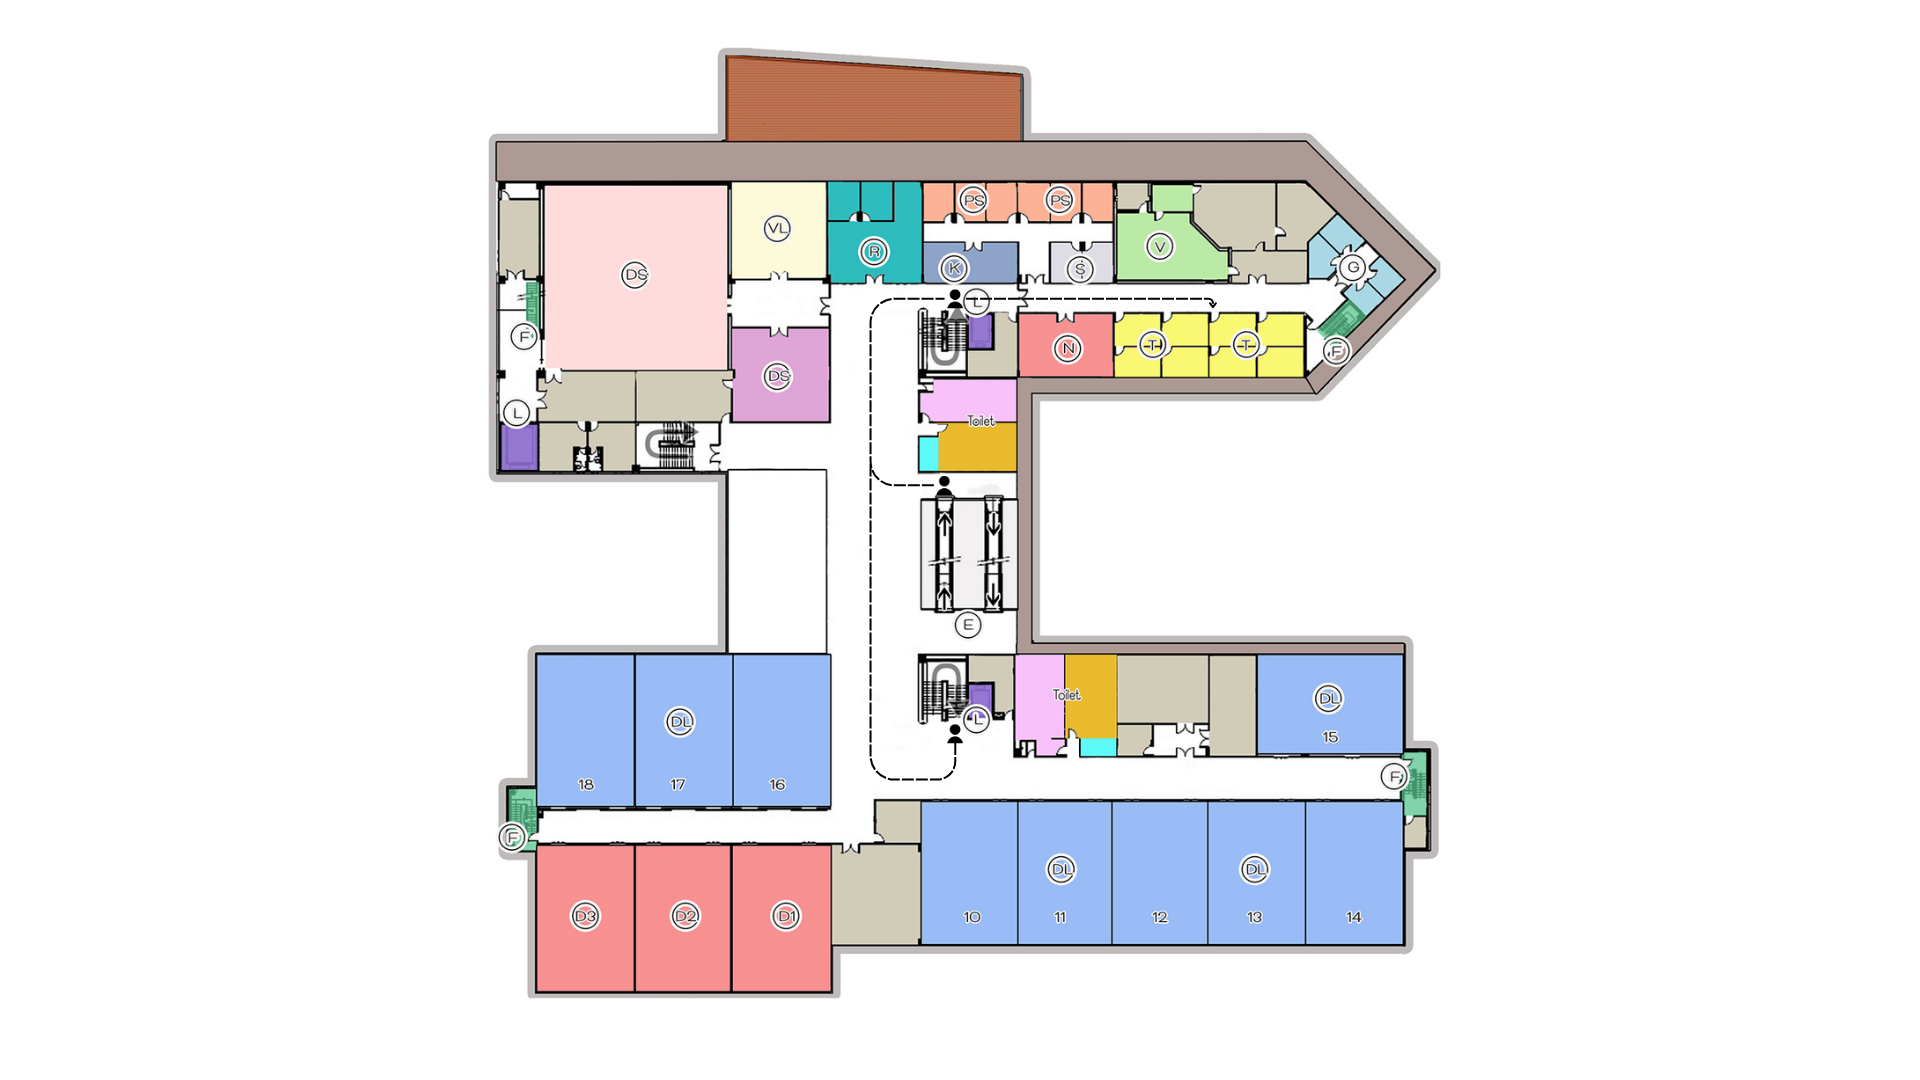 PS PS
VL
R
V
K S
G
DS
L
F
N T T F
DS
L
Toilet
E
Toilet
DL
DL
L
15
F
18 17 16
F
DL DL
D3 D2 D1
10 11 12 13 14